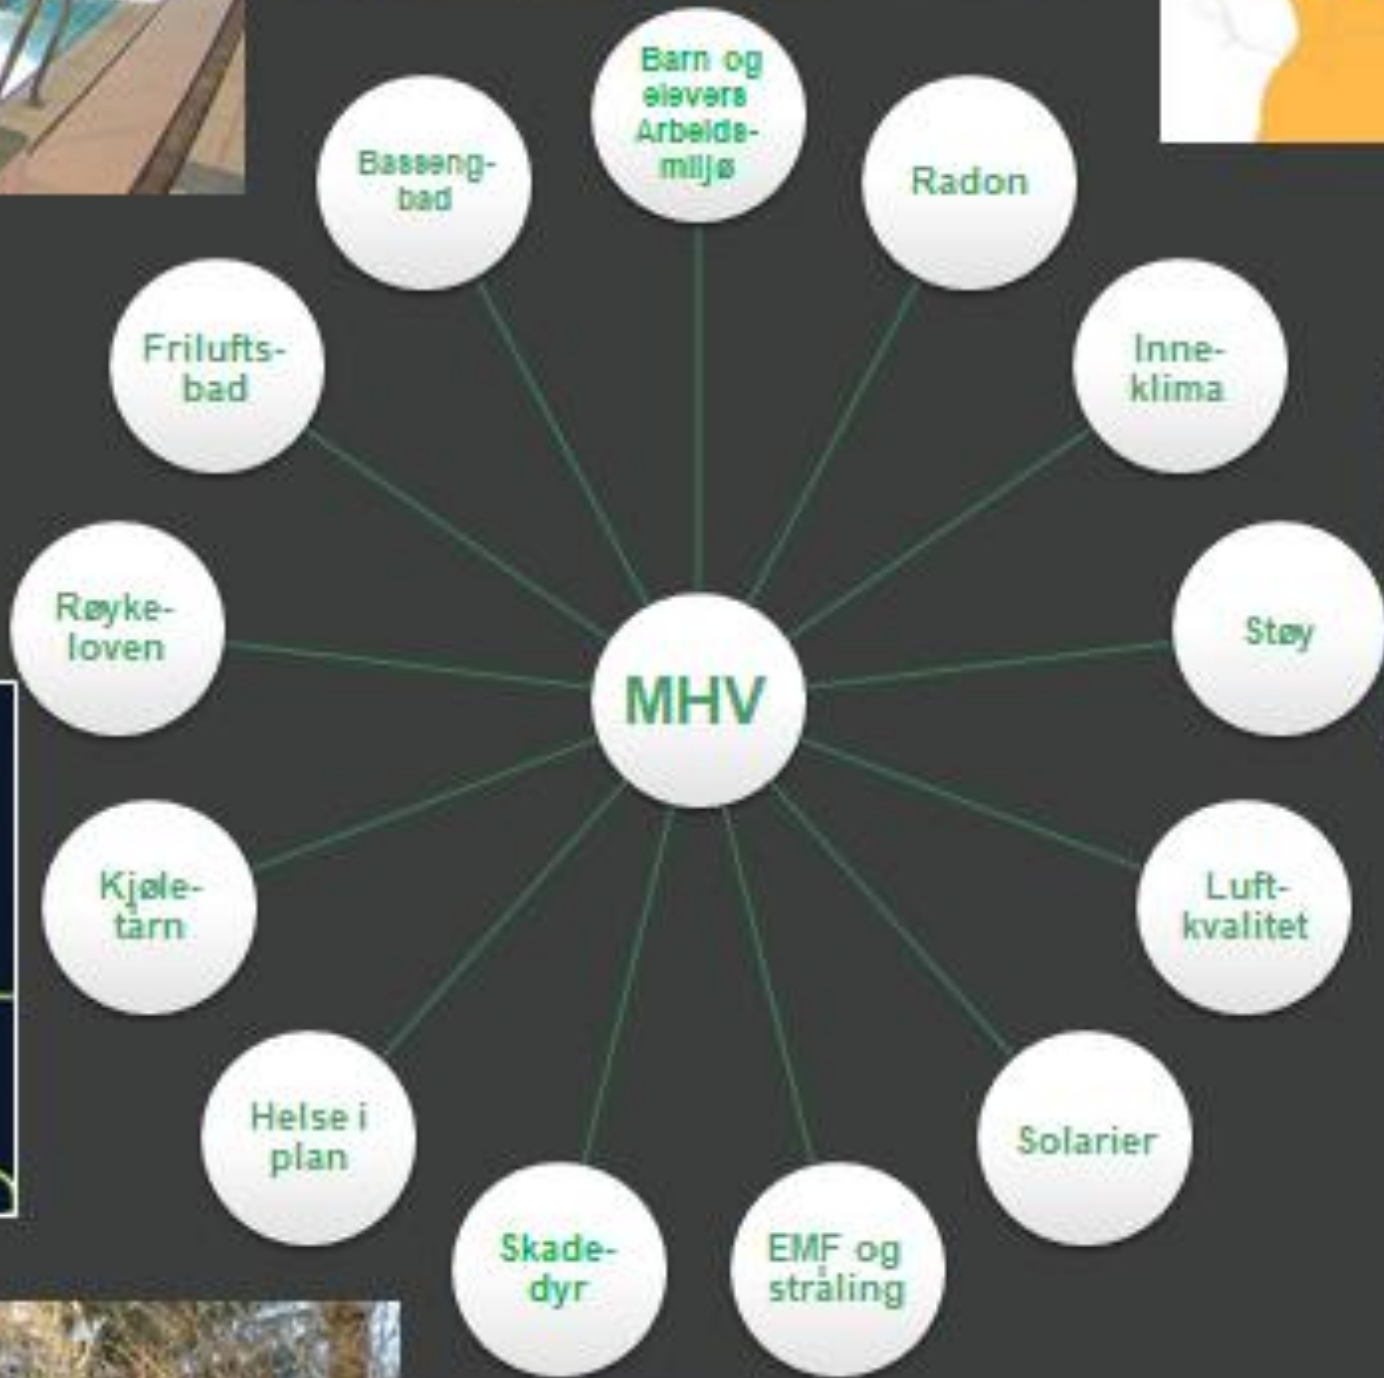 Barn og
elevers
Arbeids-
miljø
Radon
Inne-
klima
Støy
Luft-
kvalitet
Solarier
EMF og
stråling
Skade-
dyr
Helse i
plan
Kjøle-
tårn
Røyke-
loven
Frilufts-
bad
Basseng-
bad
MHV